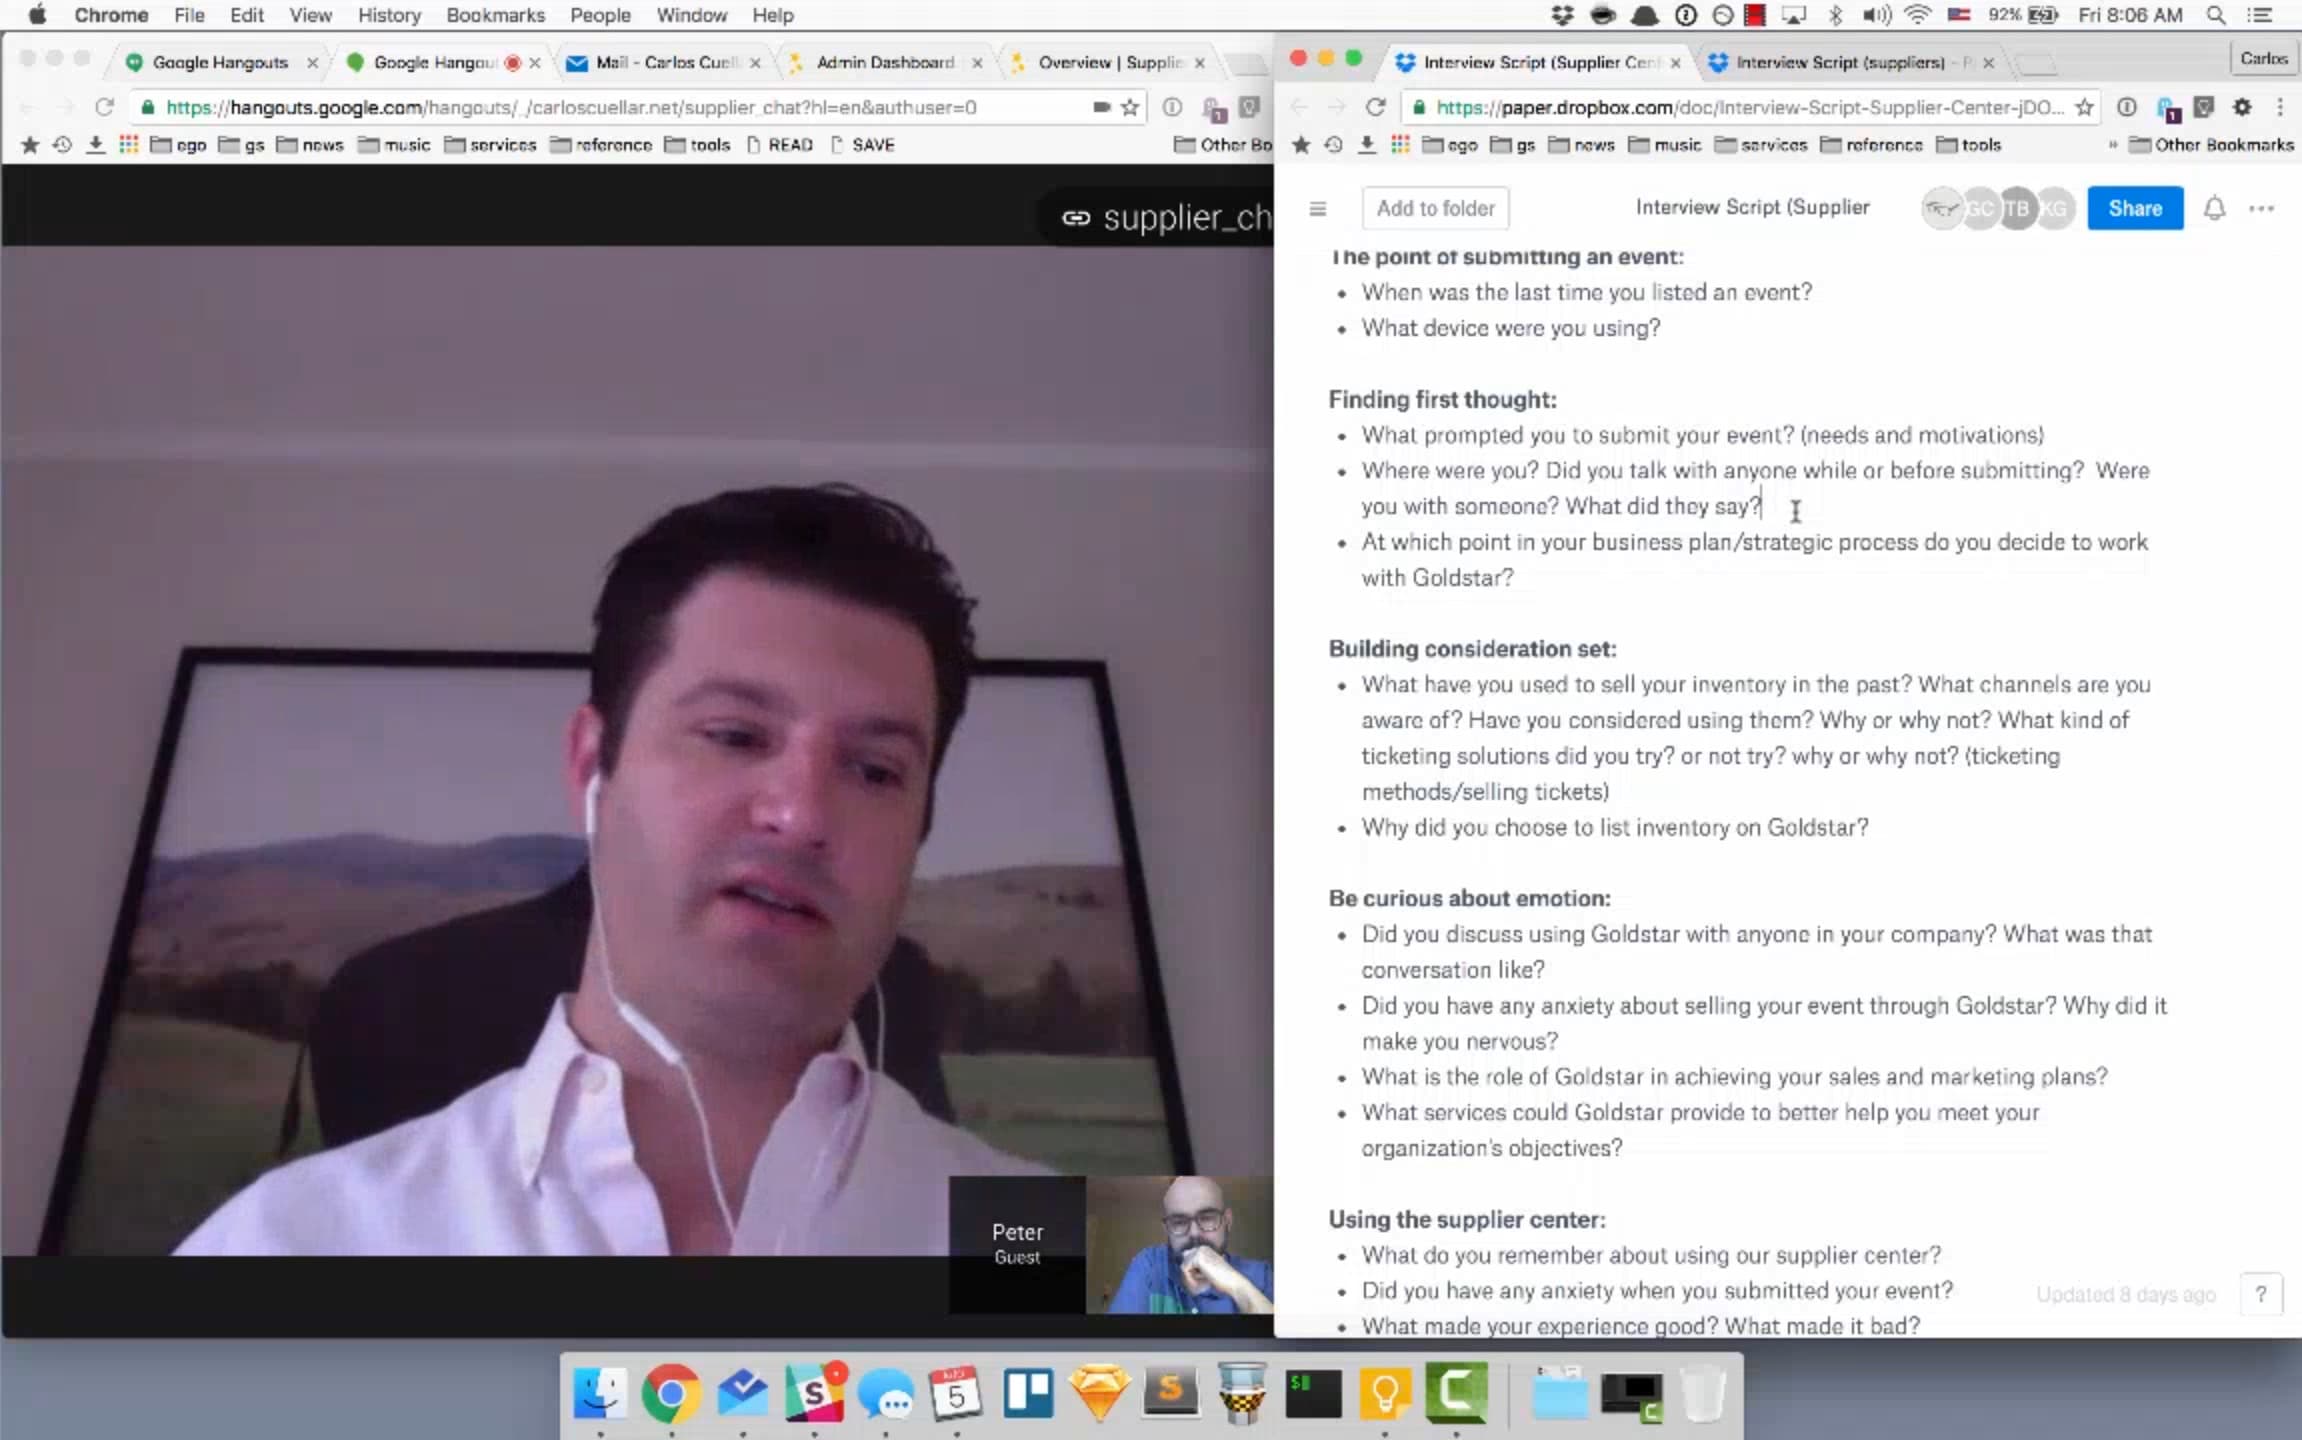 Chrome File Edit View History Bookmarks People Window Help
92% Fri 8:06 AM
Google Hangouts
Google Hangou
Mail - Carlos Cuell
Admin Dashboard
Overview | Supplie
https://hangouts.google.com/hangouts/_/carloscuellar.net/supplier_chat?hl=en&authuser=0
ego gs news music services reference tools READ SAVE Other Bo
supplier_ch
Peter
Guest
Interview Script (Supplier Cen
Interview Script (suppliers) - P
Carlos
https://paper.dropbox.com/doc/Interview-Script-Supplier-Center-jDO...
ego gs news music services reference tools » Other Bookmarks
Add to folder
Interview Script (Supplier
GC TB KG
Share
The point of submitting an event:
• When was the last time you listed an event?
• What device were you using?
Finding first thought:
• What prompted you to submit your event? (needs and motivations)
• Where were you? Did you talk with anyone while or before submitting? Were
you with someone? What did they say?
• At which point in your business plan/strategic process do you decide to work
with Goldstar?
Building consideration set:
• What have you used to sell your inventory in the past? What channels are you
aware of? Have you considered using them? Why or why not? What kind of
ticketing solutions did you try? or not try? why or why not? (ticketing
methods/selling tickets)
• Why did you choose to list inventory on Goldstar?
Be curious about emotion:
• Did you discuss using Goldstar with anyone in your company? What was that
conversation like?
• Did you have any anxiety about selling your event through Goldstar? Why did it
make you nervous?
• What is the role of Goldstar in achieving your sales and marketing plans?
• What services could Goldstar provide to better help you meet your
organization's objectives?
Using the supplier center:
• What do you remember about using our supplier center?
• Did you have any anxiety when you submitted your event?
• What made your experience good? What made it bad?
Updated 8 days ago
?
5